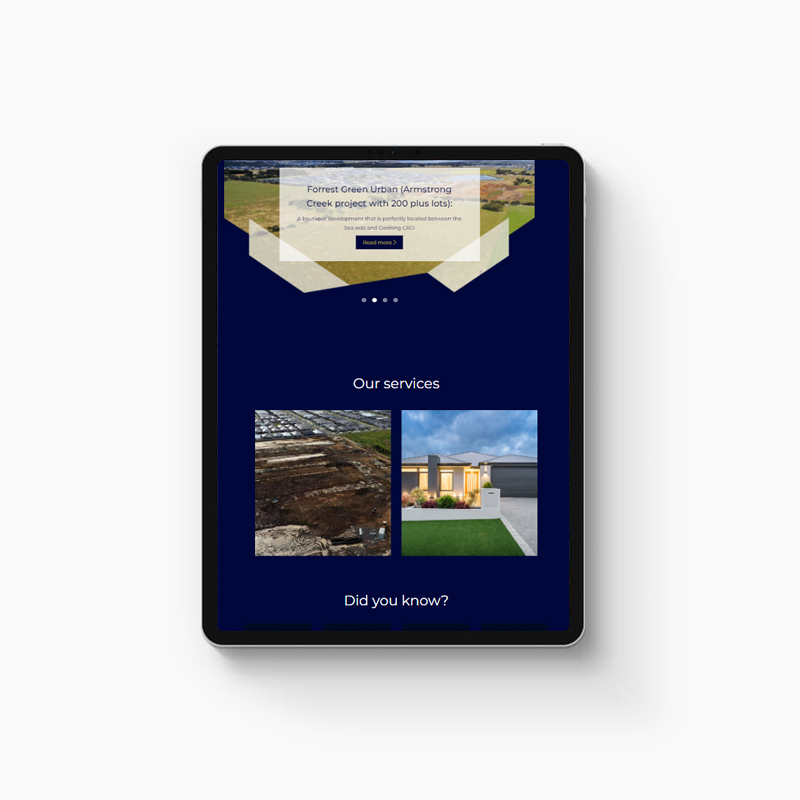 Forrest Green Urban (Armstrong
Creek project with 200 plus lots):
A boutique development that is perfectly located between the
Sea side and Geelong CBD
Read more >
Our services
Did you know?